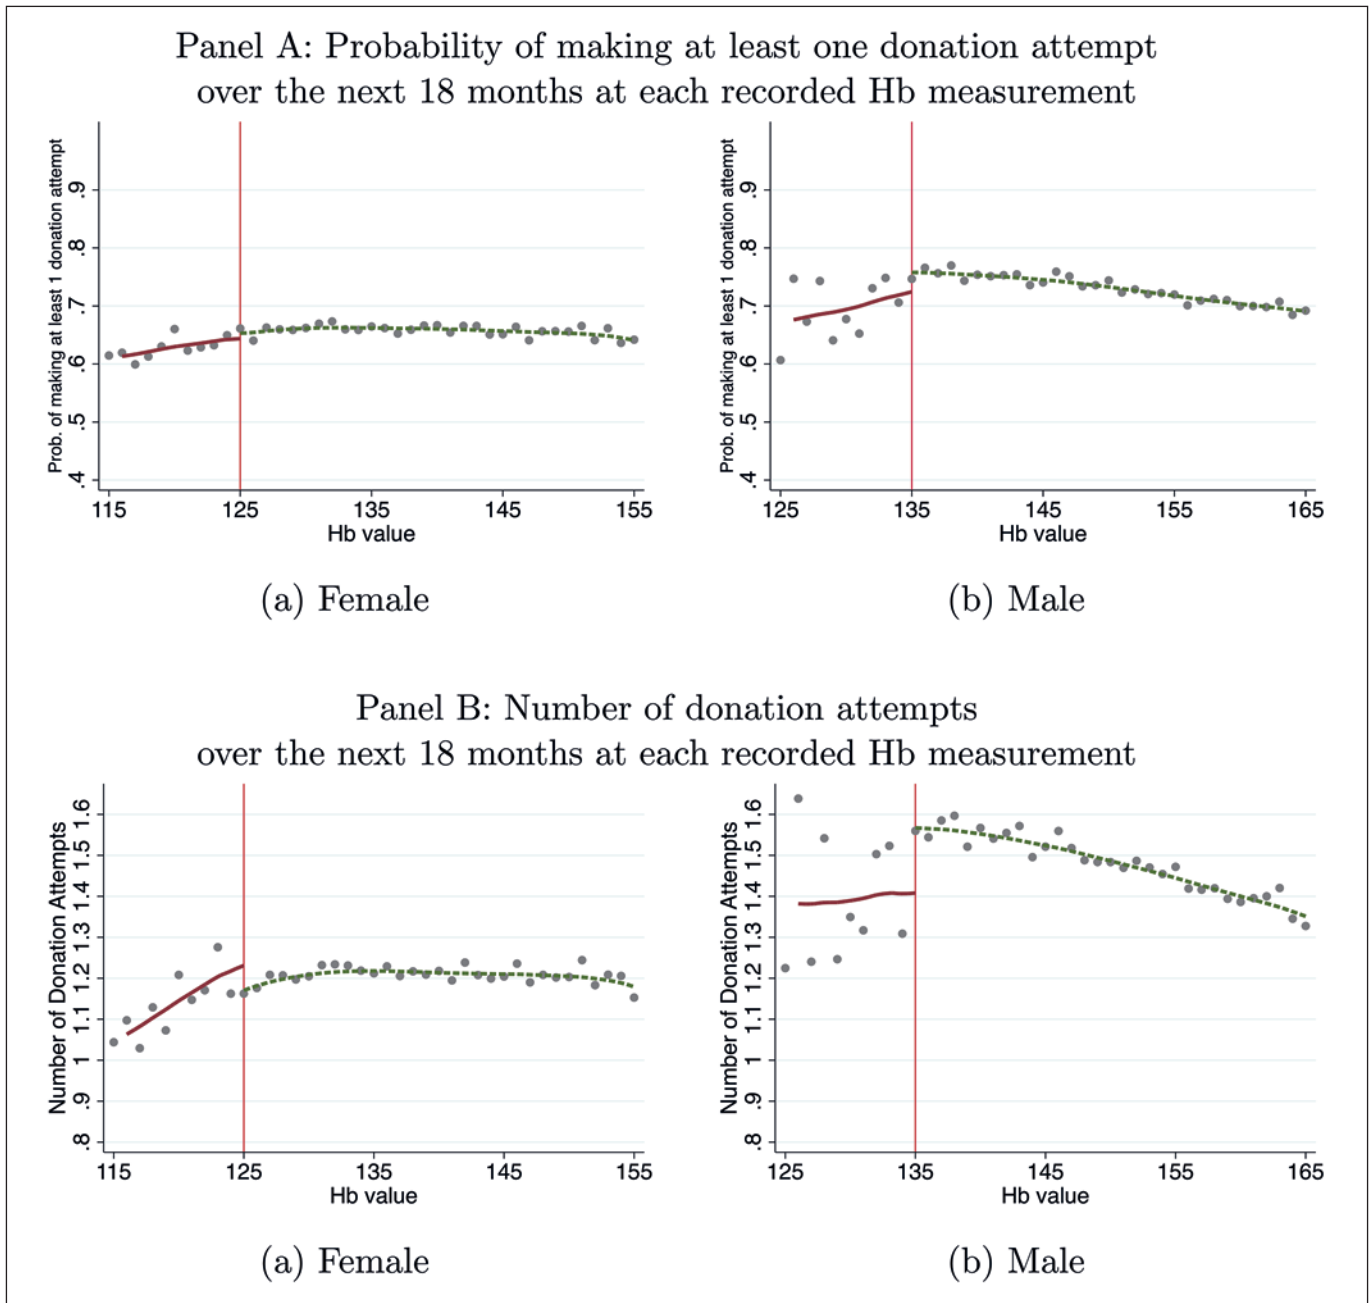 Panel A: Probability of making at least one donation attempt
over the next 18 months at each recorded Hb measurement
Prob. of making at least 1 donation attempt
.9
.8
.7
.6
.5
.4
115 125 135 145 155
Hb value
(a) Female
Prob. of making at least 1 donation attempt
.9
.8
.7
.6
.5
.4
125 135 145 155 165
Hb value
(b) Male
Panel B: Number of donation attempts
over the next 18 months at each recorded Hb measurement
Number of Donation Attempts
1.6
1.5
1.4
1.3
1.2
1.1
1
.9
.8
115 125 135 145 155
Hb value
(a) Female
Number of Donation Attempts
1.6
1.5
1.4
1.3
1.2
1.1
1
.9
.8
125 135 145 155 165
Hb value
(b) Male